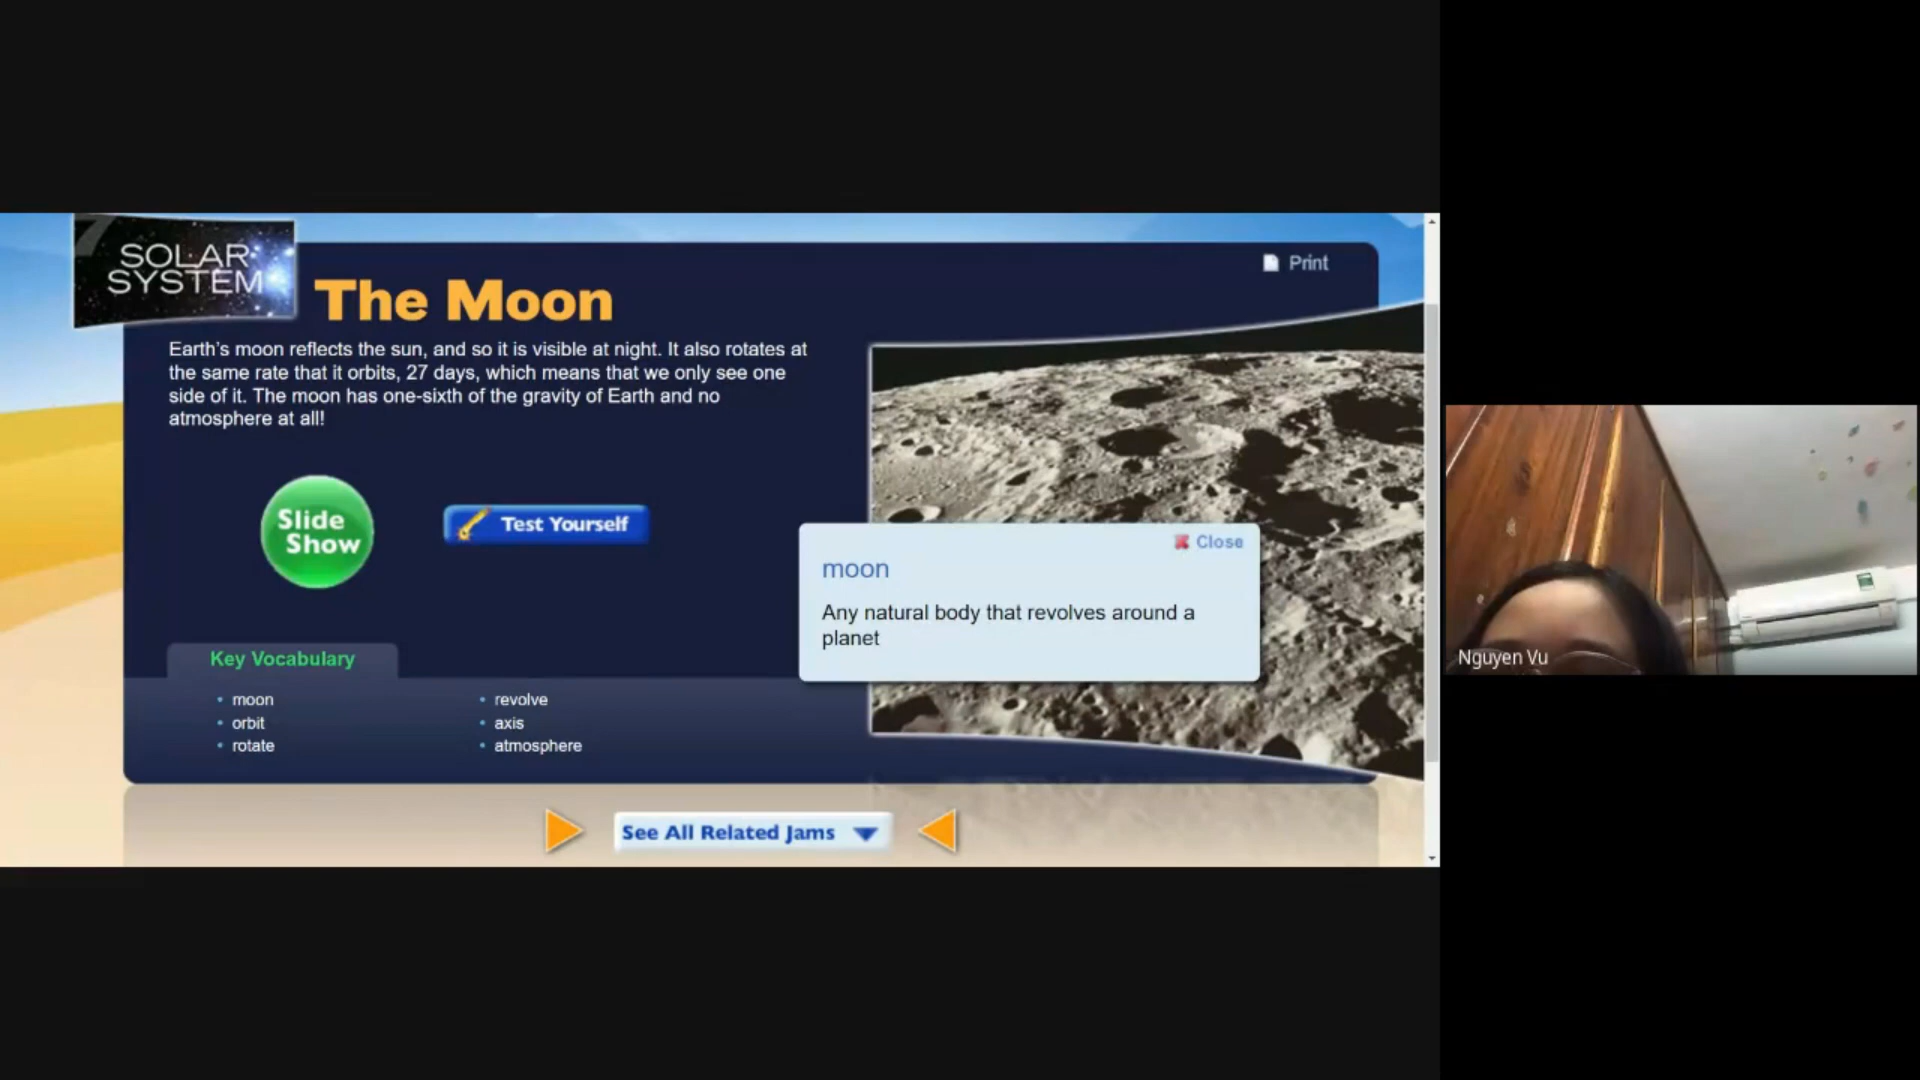 SOLAR
SYSTEM
The Moon
Print
Earth’s moon reflects the sun, and so it is visible at night. It also rotates at
the same rate that it orbits, 27 days, which means that we only see one
side of it. The moon has one-sixth of the gravity of Earth and no
atmosphere at all!
Slide
Show
Test Yourself
Close
moon
Any natural body that revolves around a
planet
Key Vocabulary
• moon
• orbit
• rotate
• revolve
• axis
• atmosphere
See All Related Jams
Nguyen Vu